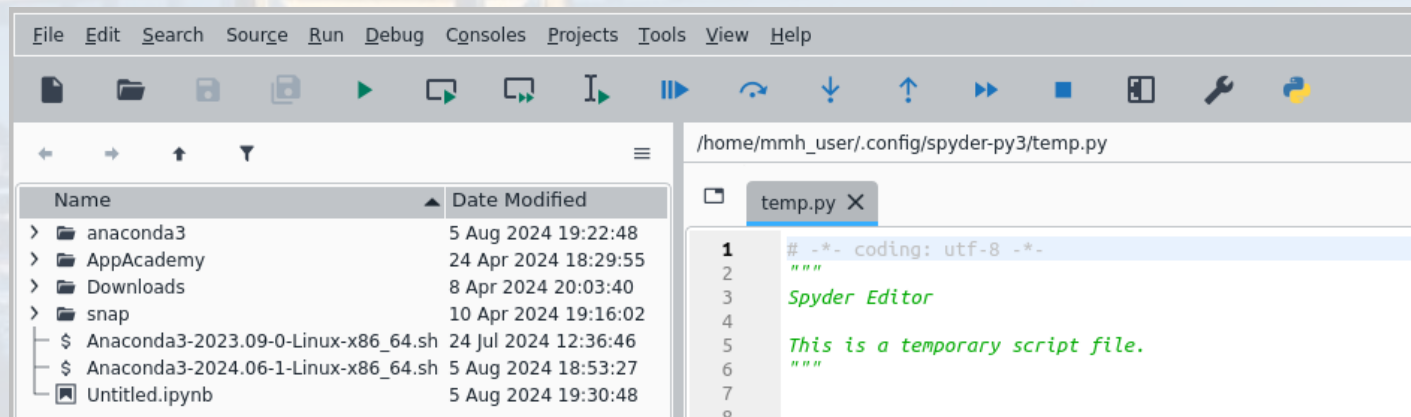 File Edit Search Source Run Debug Consoles Projects Tools View Help
/home/mmh_user/.config/spyder-py3/temp.py
Name Date Modified
anaconda3 5 Aug 2024 19:22:48
AppAcademy 24 Apr 2024 18:29:55
Downloads 8 Apr 2024 20:03:40
snap 10 Apr 2024 19:16:02
$ Anaconda3-2023.09-0-Linux-x86_64.sh 24 Jul 2024 12:36:46
$ Anaconda3-2024.06-1-Linux-x86_64.sh 5 Aug 2024 18:53:27
Untitled.ipynb 5 Aug 2024 19:30:48
temp.py
1 # -*- coding: utf-8 -*-
2 """
3 Spyder Editor
4
5 This is a temporary script file.
6 """
7
8